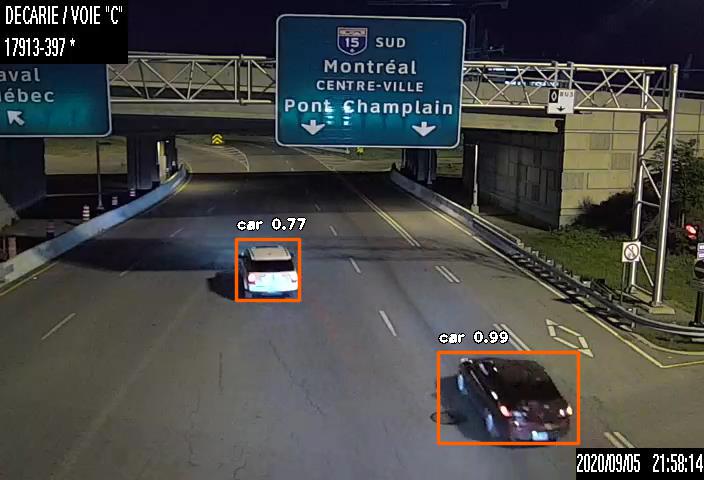 DECARIE / VOIE "C"
17913-397 *
aval
ébec
15 SUD
Montréal
CENTRE-VILLE
Pont Champlain
BUS
car 0.77
car 0.99
2020/09/05 21:58:14